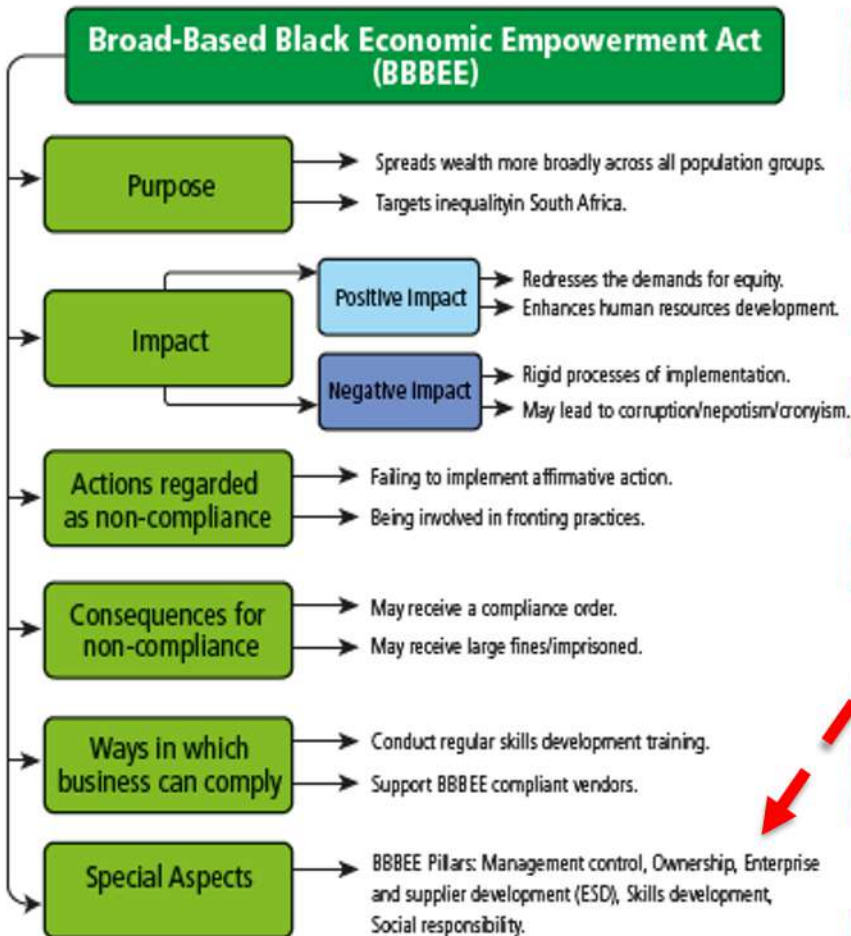 Broad-Based Black Economic Empowerment Act
(BBBEE)
Purpose
Spreads wealth more broadly across all population groups.
Targets inequalityin South Africa.
Impact
Positive Impact
Redresses the demands for equity.
Enhances human resources development.
Negative Impact
Rigid processes of implementation.
May lead to corruption/nepotism/cronyism.
Actions regarded
as non-compliance
Failing to implement affirmative action.
Being involved in fronting practices.
Consequences for
non-compliance
May receive a compliance order.
May receive large fines/imprisoned.
Ways in which
business can comply
Conduct regular skills development training.
Support BBBEE compliant vendors.
Special Aspects
BBBEE Pillars: Management control, Ownership, Enterprise
and supplier development (ESD), Skills development,
Social responsibility.